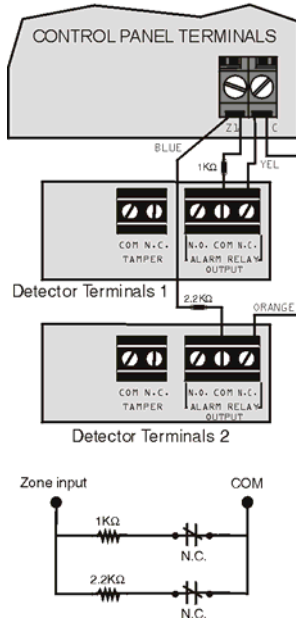 CONTROL PANEL TERMINALS
Z1 C
BLUE
1KΩ
YEL
COM N.C. N.O. COM N.C.
TAMPER ALARM RELAY
OUTPUT
Detector Terminals 1
2.2KΩ
ORANGE
COM N.C. N.O. COM N.C.
TAMPER ALARM RELAY
OUTPUT
Detector Terminals 2
Zone input COM
1KΩ
N.C.
2.2KΩ
N.C.